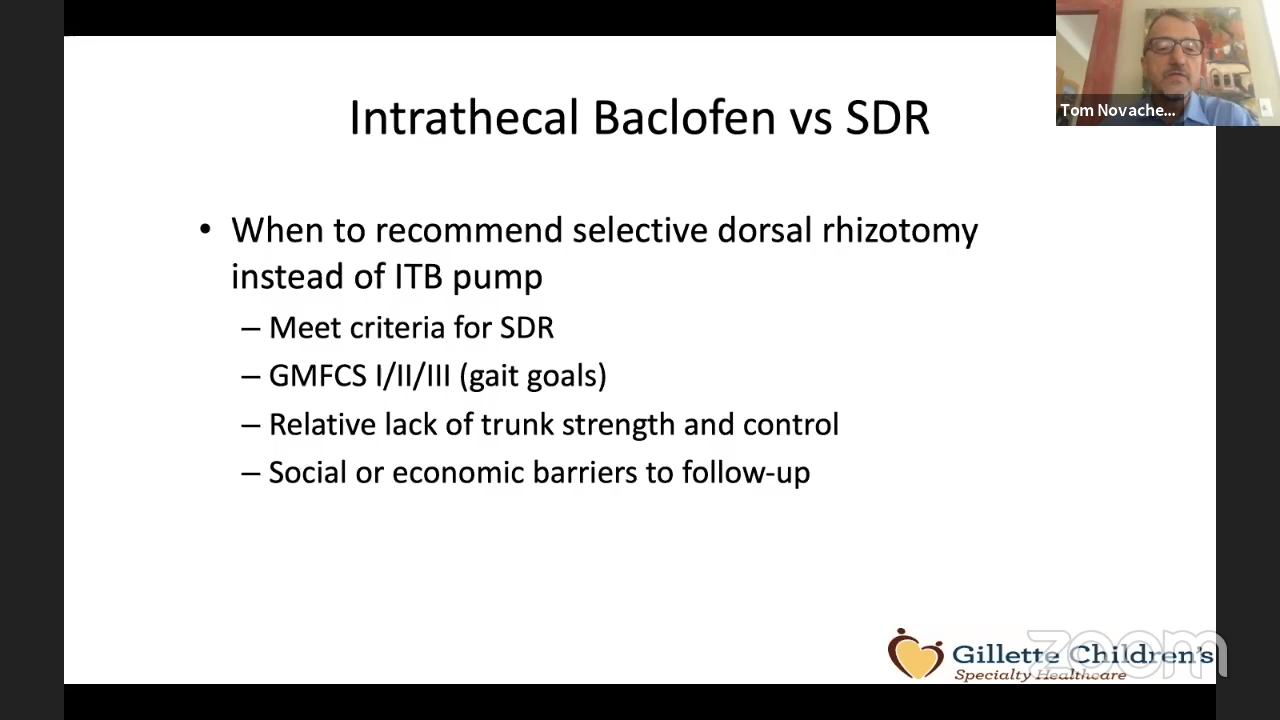 Tom Novache...
Intrathecal Baclofen vs SDR
• When to recommend selective dorsal rhizotomy
instead of ITB pump
– Meet criteria for SDR
– GMFCS I/II/III (gait goals)
– Relative lack of trunk strength and control
– Social or economic barriers to follow-up
Gillette Children's
Specialty Healthcare
zoom